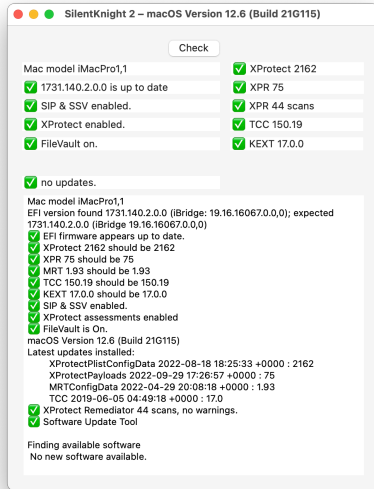 SilentKnight 2 – macOS Version 12.6 (Build 21G115)
Check
Mac model iMacPro1,1
1731.140.2.0.0 is up to date
SIP & SSV enabled.
XProtect enabled.
FileVault on.
XProtect 2162
XPR 75
XPR 44 scans
TCC 150.19
KEXT 17.0.0
no updates.
Mac model iMacPro1,1
EFI version found 1731.140.2.0.0 (iBridge: 19.16.16067.0.0,0); expected
1731.140.2.0.0 (iBridge 19.16.16067.0.0,0)
✅ EFI firmware appears up to date.
✅ XProtect 2162 should be 2162
✅ XPR 75 should be 75
✅ MRT 1.93 should be 1.93
✅ TCC 150.19 should be 150.19
✅ KEXT 17.0.0 should be 17.0.0
✅ SIP & SSV enabled.
✅ XProtect assessments enabled
✅ FileVault is On.
macOS Version 12.6 (Build 21G115)
Latest updates installed:
XProtectPlistConfigData 2022-08-18 18:25:33 +0000 : 2162
XProtectPayloads 2022-09-29 17:26:57 +0000 : 75
MRTConfigData 2022-04-29 20:08:18 +0000 : 1.93
TCC 2019-06-05 04:49:18 +0000 : 17.0
✅ XProtect Remediator 44 scans, no warnings.
✅ Software Update Tool
Finding available software
No new software available.